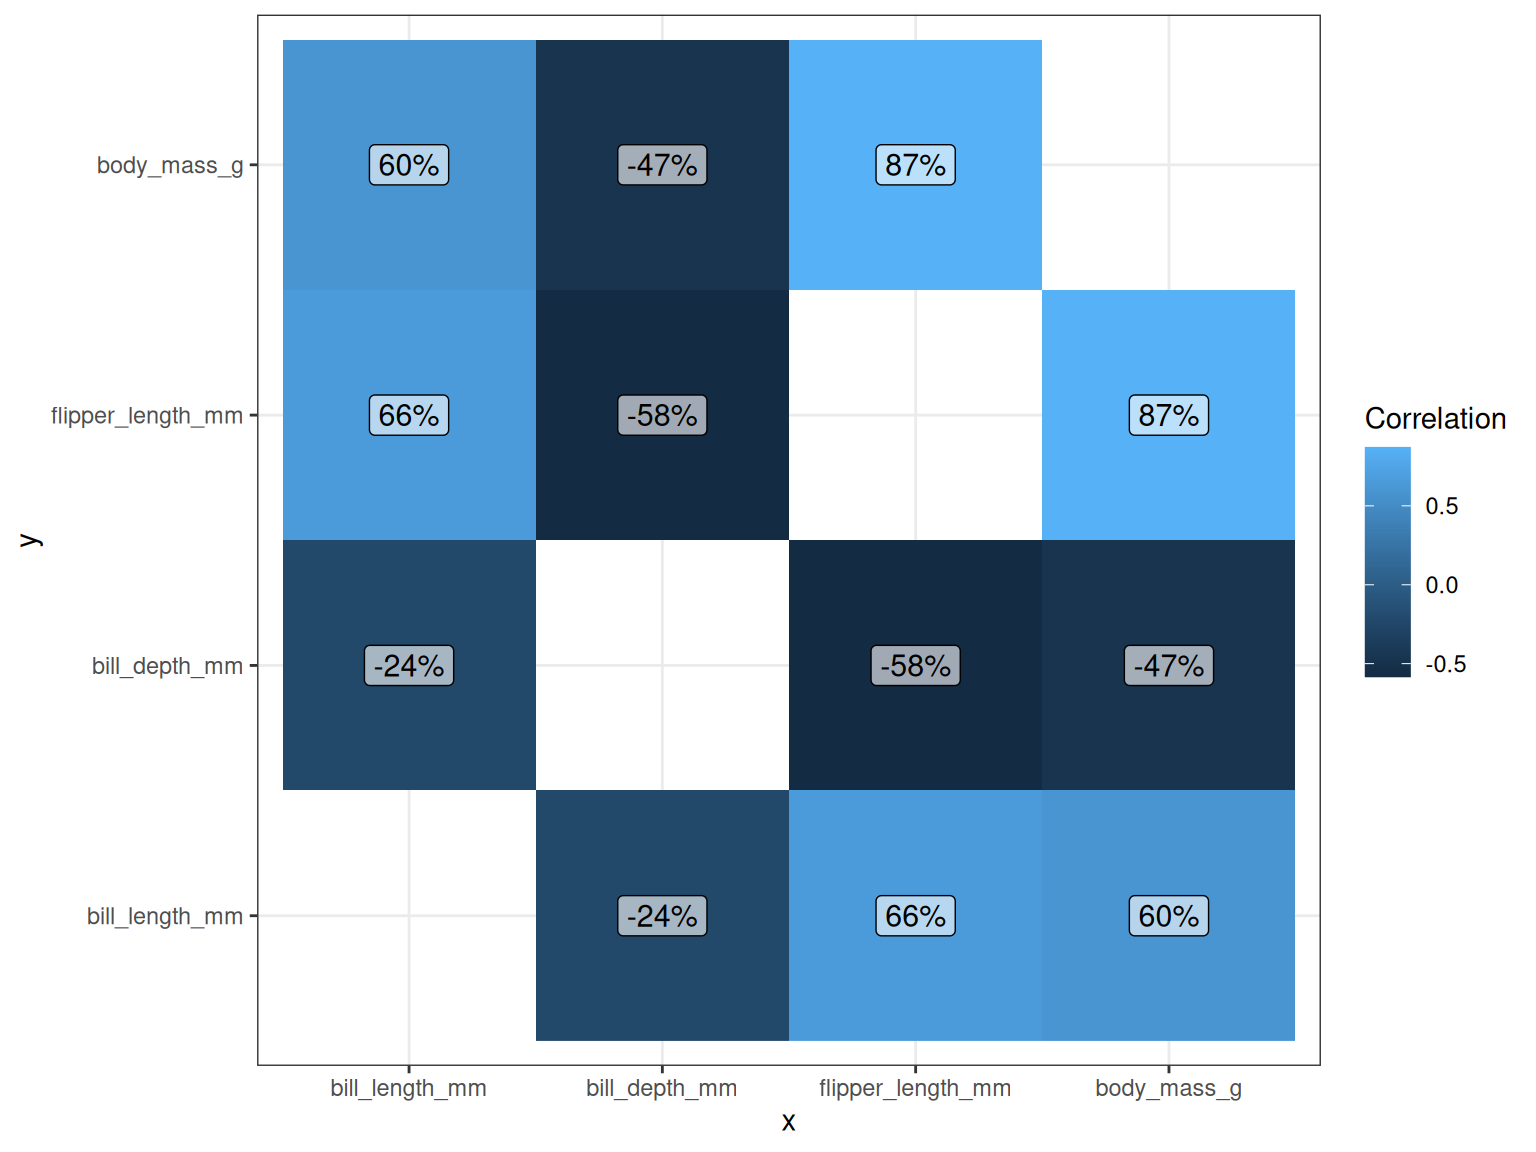 body_mass_g
60%
-47%
87%
flipper_length_mm
66%
-58%
87%
bill_depth_mm
-24%
-58%
-47%
bill_length_mm
-24%
66%
60%
bill_length_mm
bill_depth_mm
flipper_length_mm
body_mass_g
x
y
Correlation
0.5
0.0
-0.5